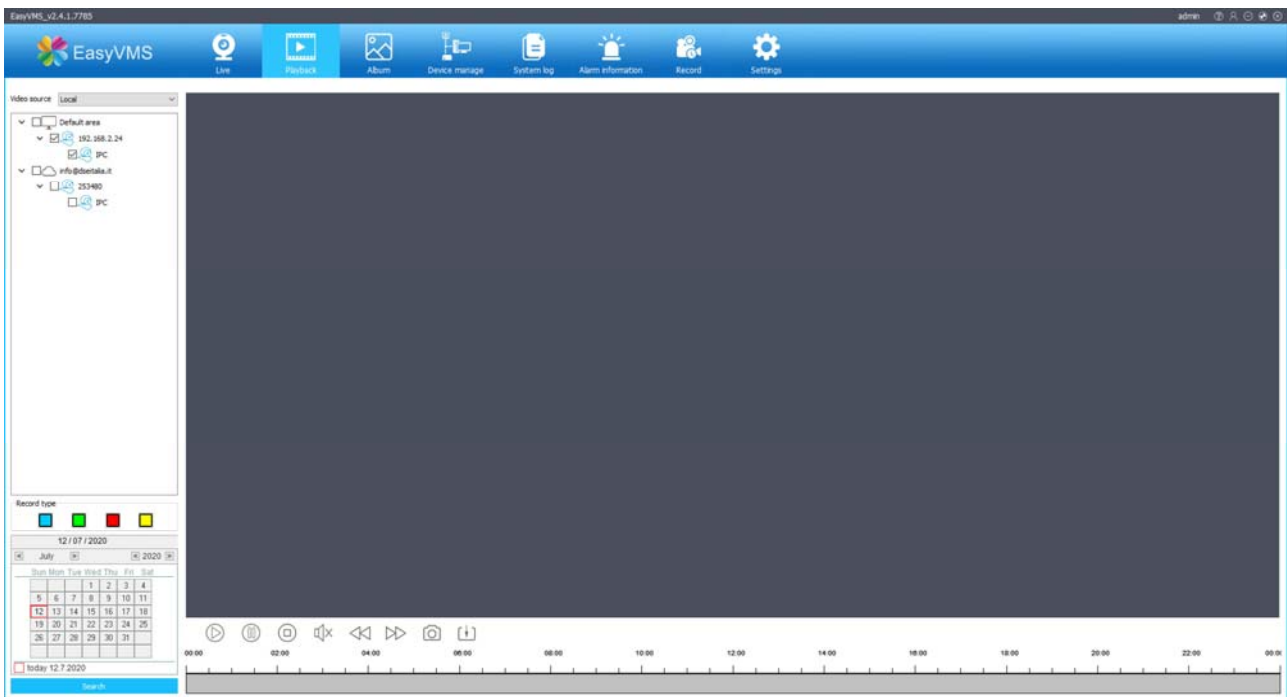 EasyVMS_v2.4.1.7785
admin
EasyVMS
Live
Playback
Album
Device manage
System log
Alarm information
Record
Settings
Video source
Local
Default area
192.168.2.24
IPC
info@dseitalia.it
253480
IPC
Record type
12 / 07 / 2020
July
2020
Sun Mon Tue Wed Thu Fri Sat
1 2 3 4
5 6 7 8 9 10 11
12 13 14 15 16 17 18
19 20 21 22 23 24 25
26 27 28 29 30 31
today 12.7.2020
Search
00:00 02:00 04:00 06:00 08:00 10:00 12:00 14:00 16:00 18:00 20:00 22:00 00:00